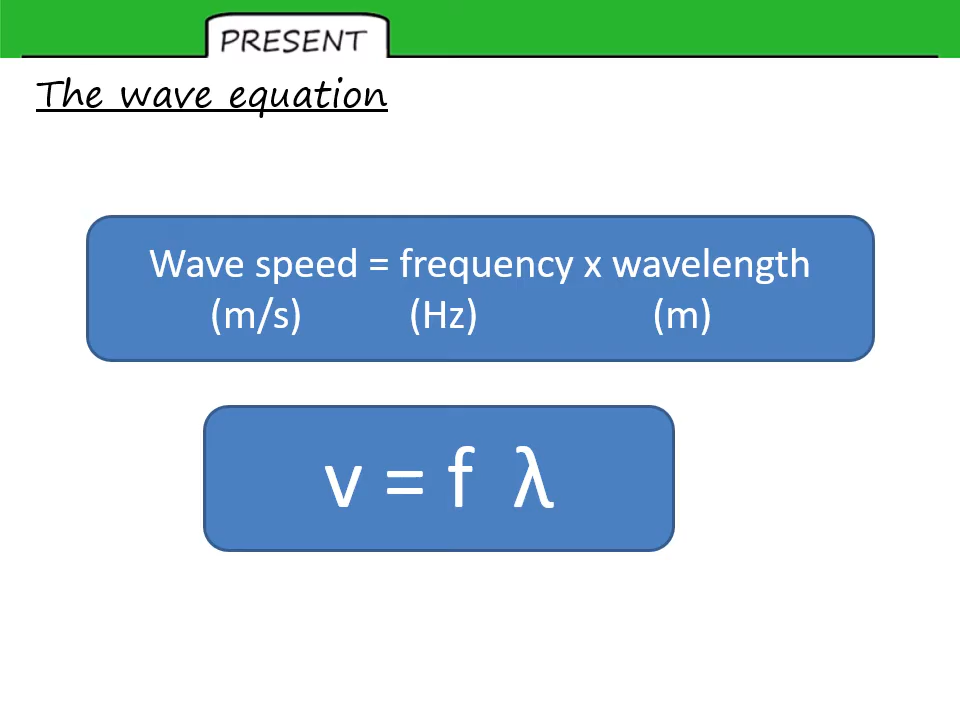 PRESENT
The wave equation
Wave speed = frequency x wavelength
(m/s) (Hz) (m)
v = f λ